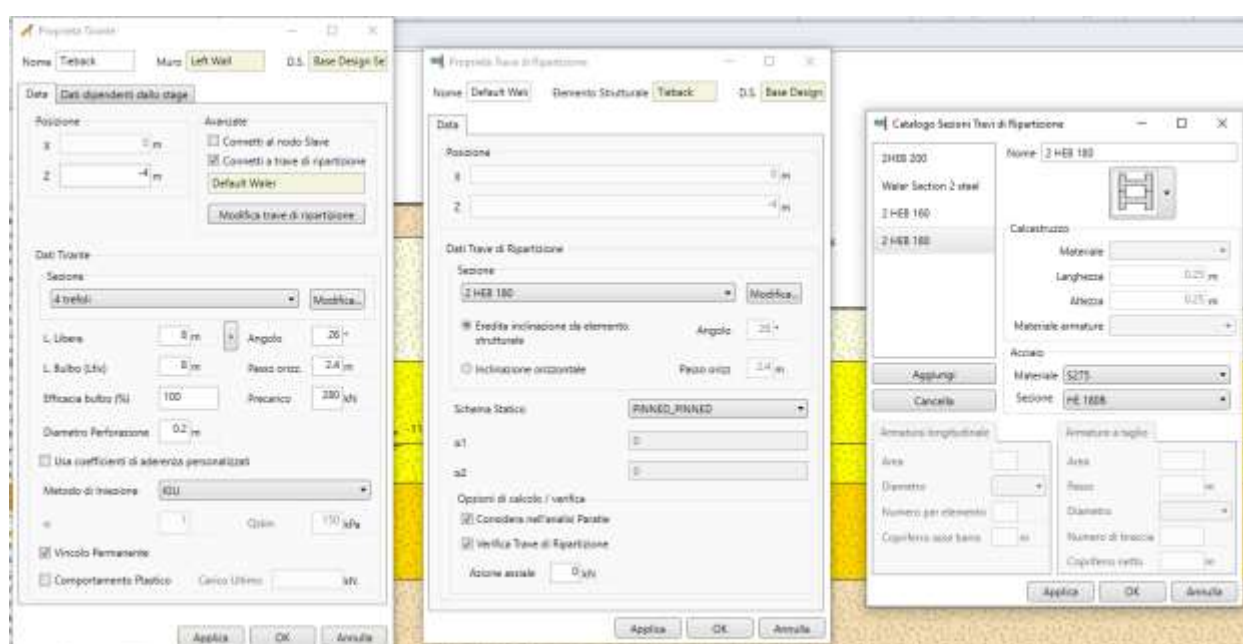 Proprietà Tirante
Nome Tieback Muro Left Wall D.S. Base Design Se
Data Dati dipendenti dallo stage
Posizione
X 0 m
Z -4 m
Avanzate
Connetti al nodo Slave
Connetti a trave di ripartizione
Default Waler
Modifica trave di ripartizione
Dati Tirante
Sezione
4 trefoli Modifica...
L. Libera 8 m Angolo 26 °
L. Bulbo (Lfix) 8 m Passo orizz. 2.4 m
Efficacia bulbo (%) 100 Precarico 280 kN
Diametro Perforazione 0.2 m
Usa coefficienti di aderenza personalizzati
Metodo di Iniezione IGU
α 1 Qskin 150 kPa
Vincolo Permanente
Comportamento Plastico Carico Ultimo kN
Applica OK Annulla
Proprietà Trave di Ripartizione
Nome Default Wale Elemento Strutturale Tieback D.S. Base Design
Data
Posizione
X 0 m
Z -4 m
Dati Trave di Ripartizione
Sezione
2 HEB 180 Modifica...
Eredita inclinazione da elemento strutturale
Angolo 26 °
Inclinazione orizzontale
Passo orizz 2.4 m
Schema Statico PINNED_PINNED
α1 0
α2 0
Opzioni di calcolo / verifica
Considera nell'analisi Paratie
Verifica Trave di Ripartizione
Azione assiale 0 kN
Applica OK Annulla
Catalogo Sezioni Travi di Ripartizione
2HEB 200
Waler Section 2 steel
2 HEB 160
2 HEB 180
Aggiungi
Cancella
Nome 2 HEB 180
Calcestruzzo
Materiale
Larghezza 0.25 m
Altezza 0.25 m
Materiale armature
Acciaio
Materiale S275
Sezione HE 180B
Armatura longitudinale
Area
Diametro
Numero per elemento
Copriferro asse barra m
Armatura a taglio
Area
Passo m
Diametro
Numero di braccia
Copriferro netto m
Applica OK Annulla